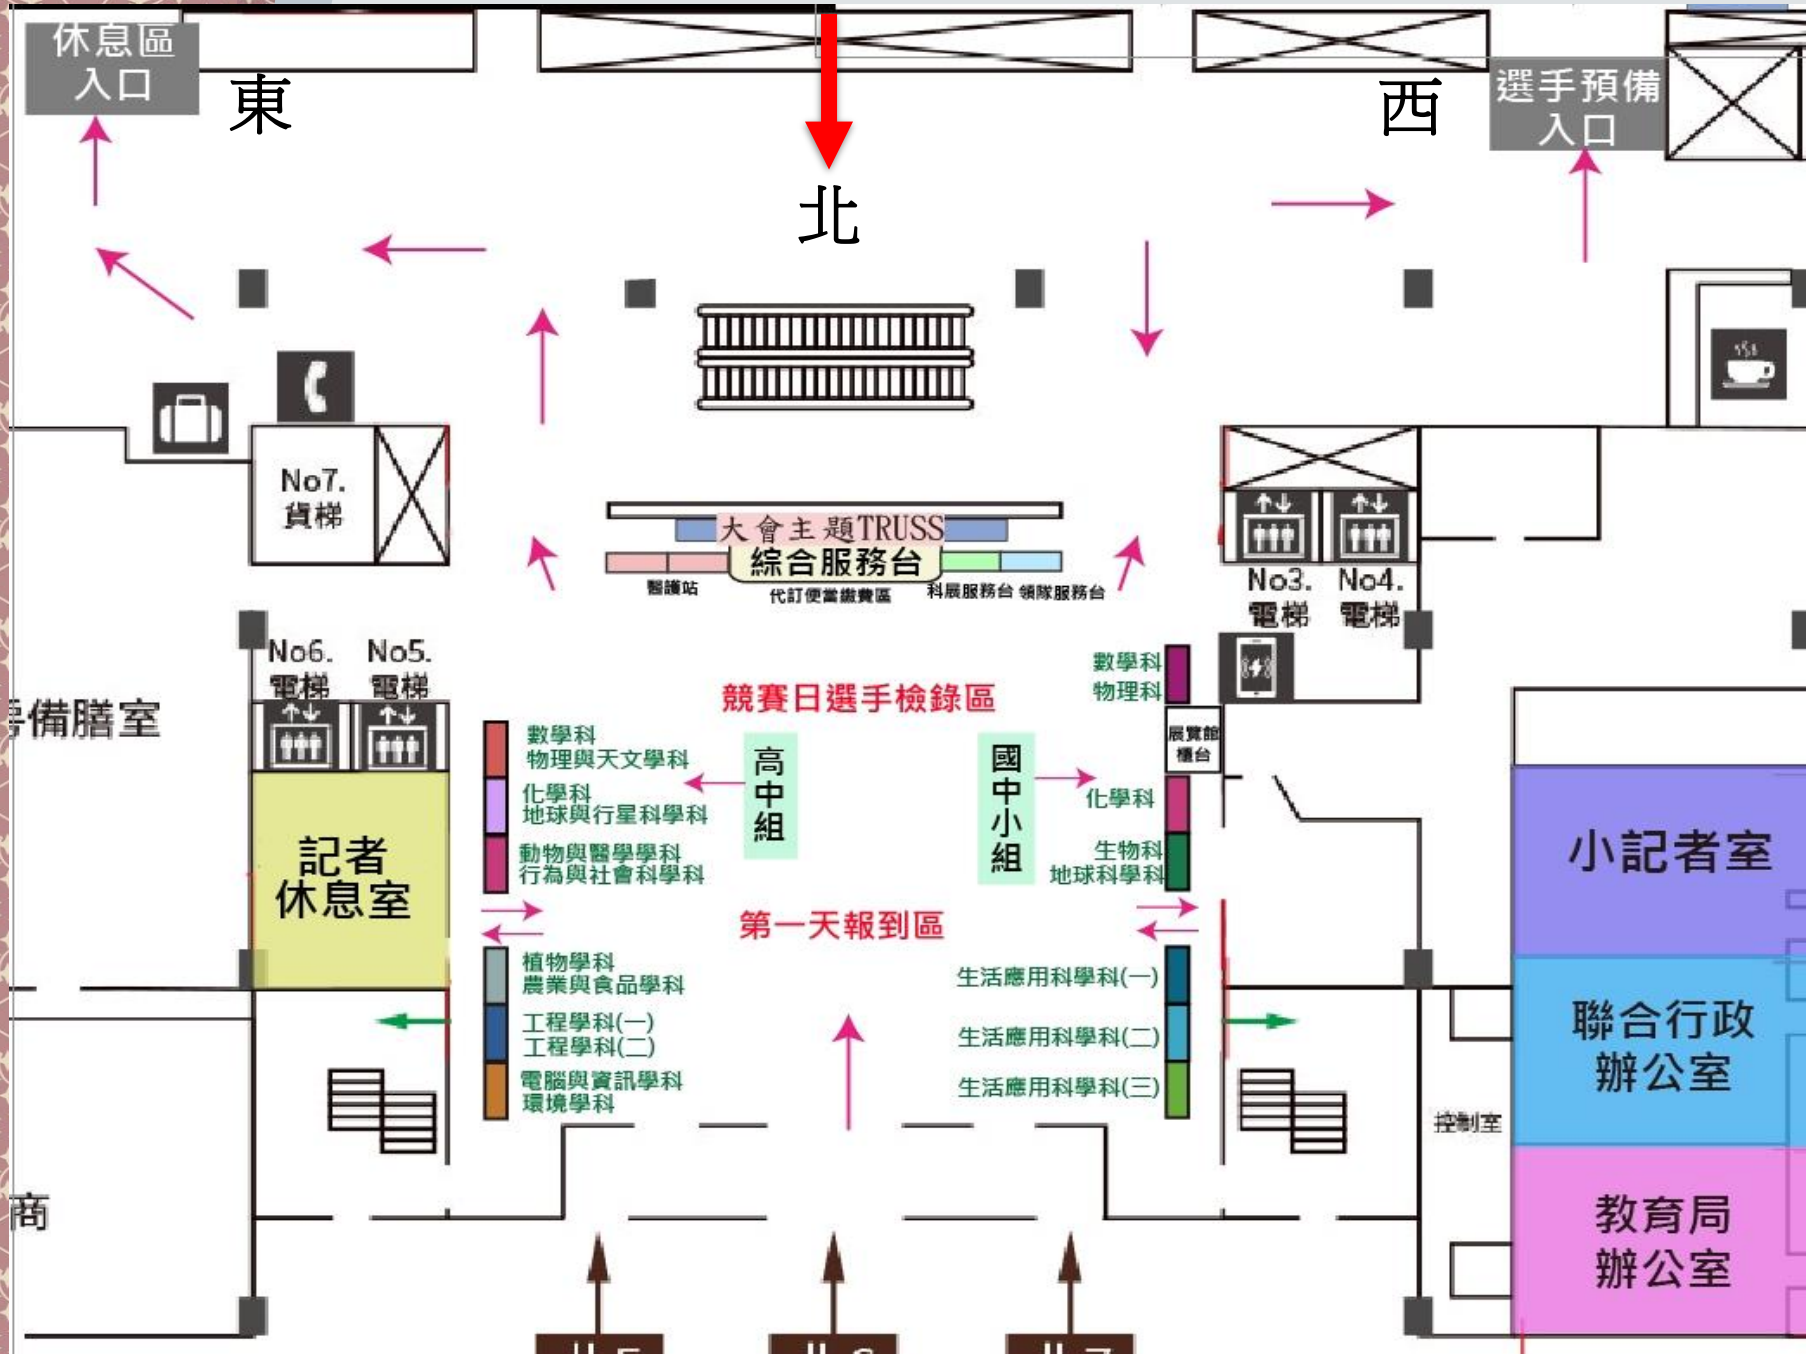 休息區
入口
東
西
選手預備
入口
北
No7.
貨梯
大會主題TRUSS
綜合服務台
醫護站
代訂便當繳費區
科展服務台 領隊服務台
No3.
電梯
No4.
電梯
No6.
電梯
No5.
電梯
備膳室
競賽日選手檢錄區
數學科
物理科
展覽館
櫃台
數學科
物理與天文學科
高中組
國中小組
化學科
地球與行星科學科
化學科
動物與醫學學科
行為與社會科學科
生物科
地球科學科
記者
休息室
小記者室
第一天報到區
植物學科
農業與食品學科
生活應用科學科(一)
工程學科(一)
工程學科(二)
生活應用科學科(二)
電腦與資訊學科
環境學科
生活應用科學科(三)
聯合行政
辦公室
控制室
商
教育局
辦公室